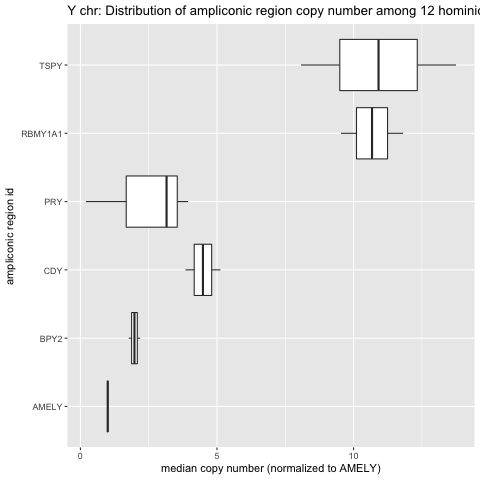 Y chr: Distribution of ampliconic region copy number among 12 hominic
TSPY
RBMY1A1
PRY
CDY
BPY2
AMELY
ampliconic region id
0 5 10
median copy number (normalized to AMELY)